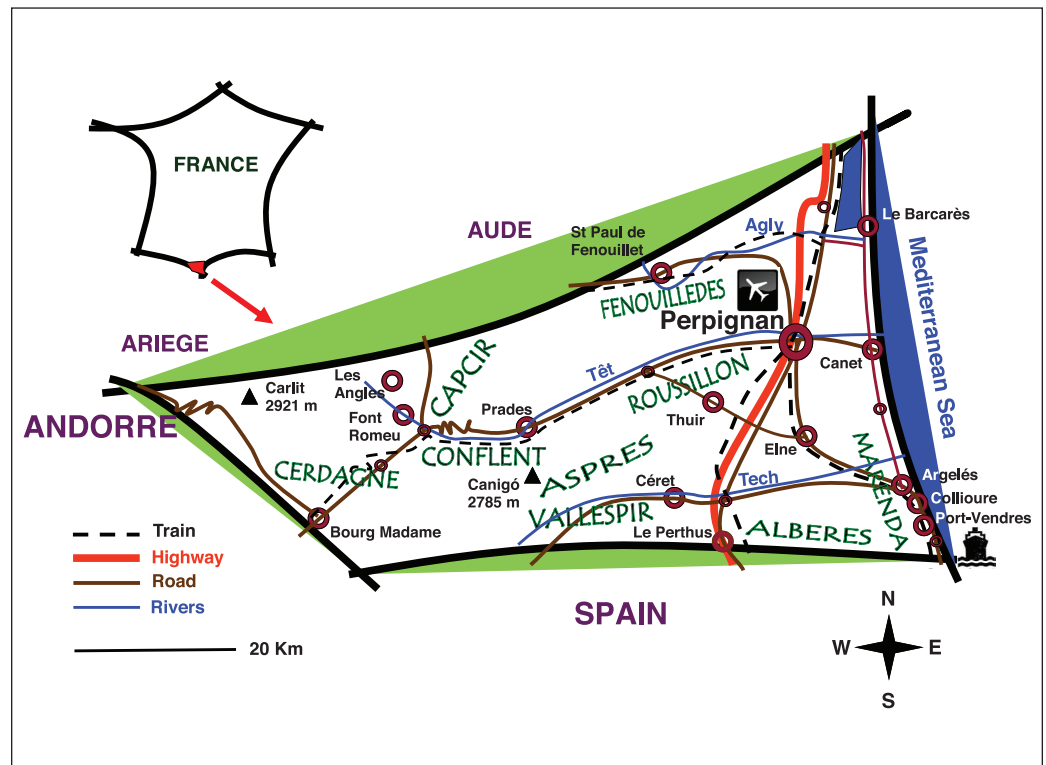 FRANCE
AUDE
St Paul de
Fenouillet
Agly
Le Barcarès
Mediterranean Sea
FENOUILLEDES
Perpignan
ARIEGE
Carlit
2921 m
Les
Angles
CAPCIR
Têt
ROUSSILLON
Canet
ANDORRE
Font
Romeu
Prades
Thuir
Elne
CERDAGNE
CONFLENT
Canigó
2785 m
ASPRES
MARENDA
Céret
Tech
Argelés
Collioure
Port-Vendres
VALLESPIR
Le Perthus
ALBERES
Bourg Madame
Train
Highway
Road
Rivers
SPAIN
20 Km
N
W
E
S